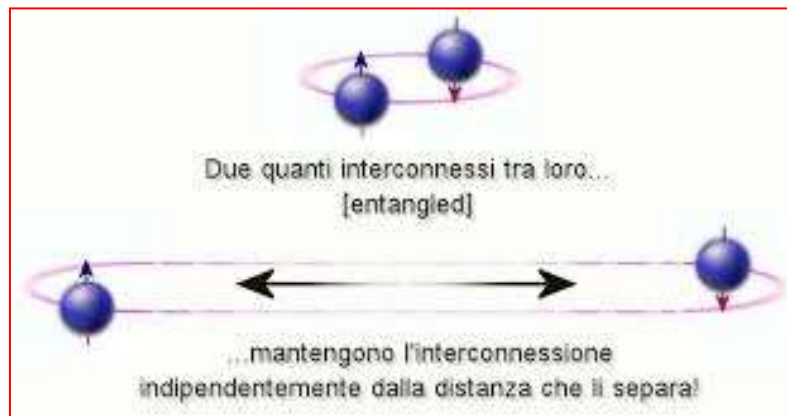 Due quanti interconnessi tra loro...
[entangled]
...mantengono l'interconnessione
indipendentemente dalla distanza che li separa!